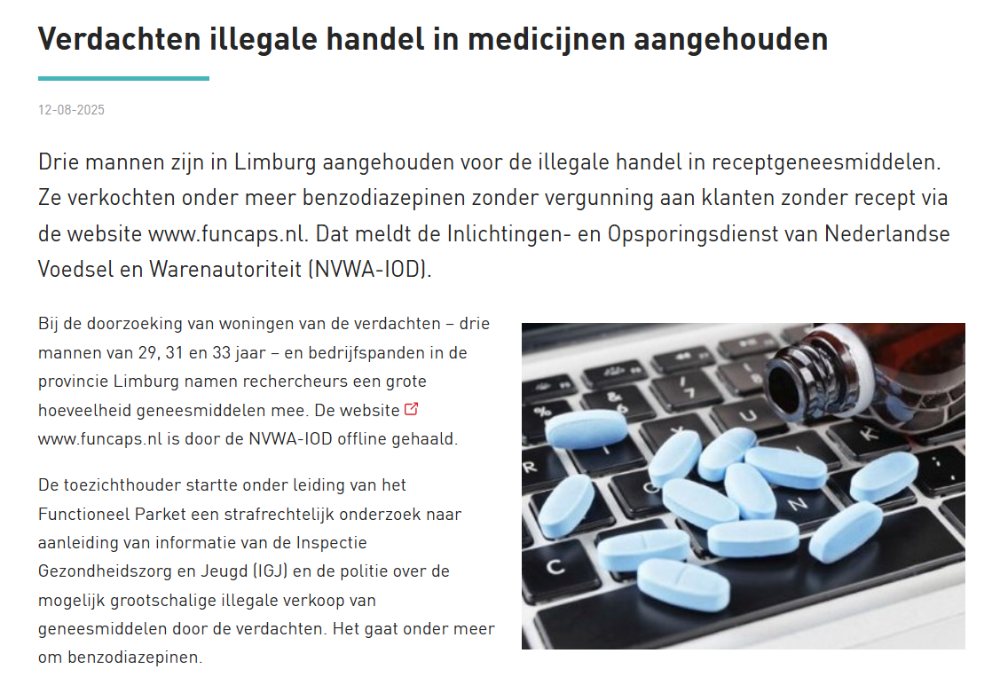 Verdachten illegale handel in medicijnen aangehouden
12-08-2025
Drie mannen zijn in Limburg aangehouden voor de illegale handel in receptgeneesmiddelen.
Ze verkochten onder meer benzodiazepinen zonder vergunning aan klanten zonder recept via
de website www.funcaps.nl. Dat meldt de Inlichtingen- en Opsporingsdienst van Nederlandse
Voedsel en Warenautoriteit (NVWA-IOD).
Bij de doorzoeking van woningen van de verdachten – drie
mannen van 29, 31 en 33 jaar – en bedrijfspanden in de
provincie Limburg namen rechercheurs een grote
hoeveelheid geneesmiddelen mee. De website
www.funcaps.nl is door de NVWA-IOD offline gehaald.
De toezichthouder startte onder leiding van het
Functioneel Parket een strafrechtelijk onderzoek naar
aanleiding van informatie van de Inspectie
Gezondheidszorg en Jeugd (IGJ) en de politie over de
mogelijk grootschalige illegale verkoop van
geneesmiddelen door de verdachten. Het gaat onder meer
om benzodiazepinen.
%
&
6
/
7
R
U
K
N
C